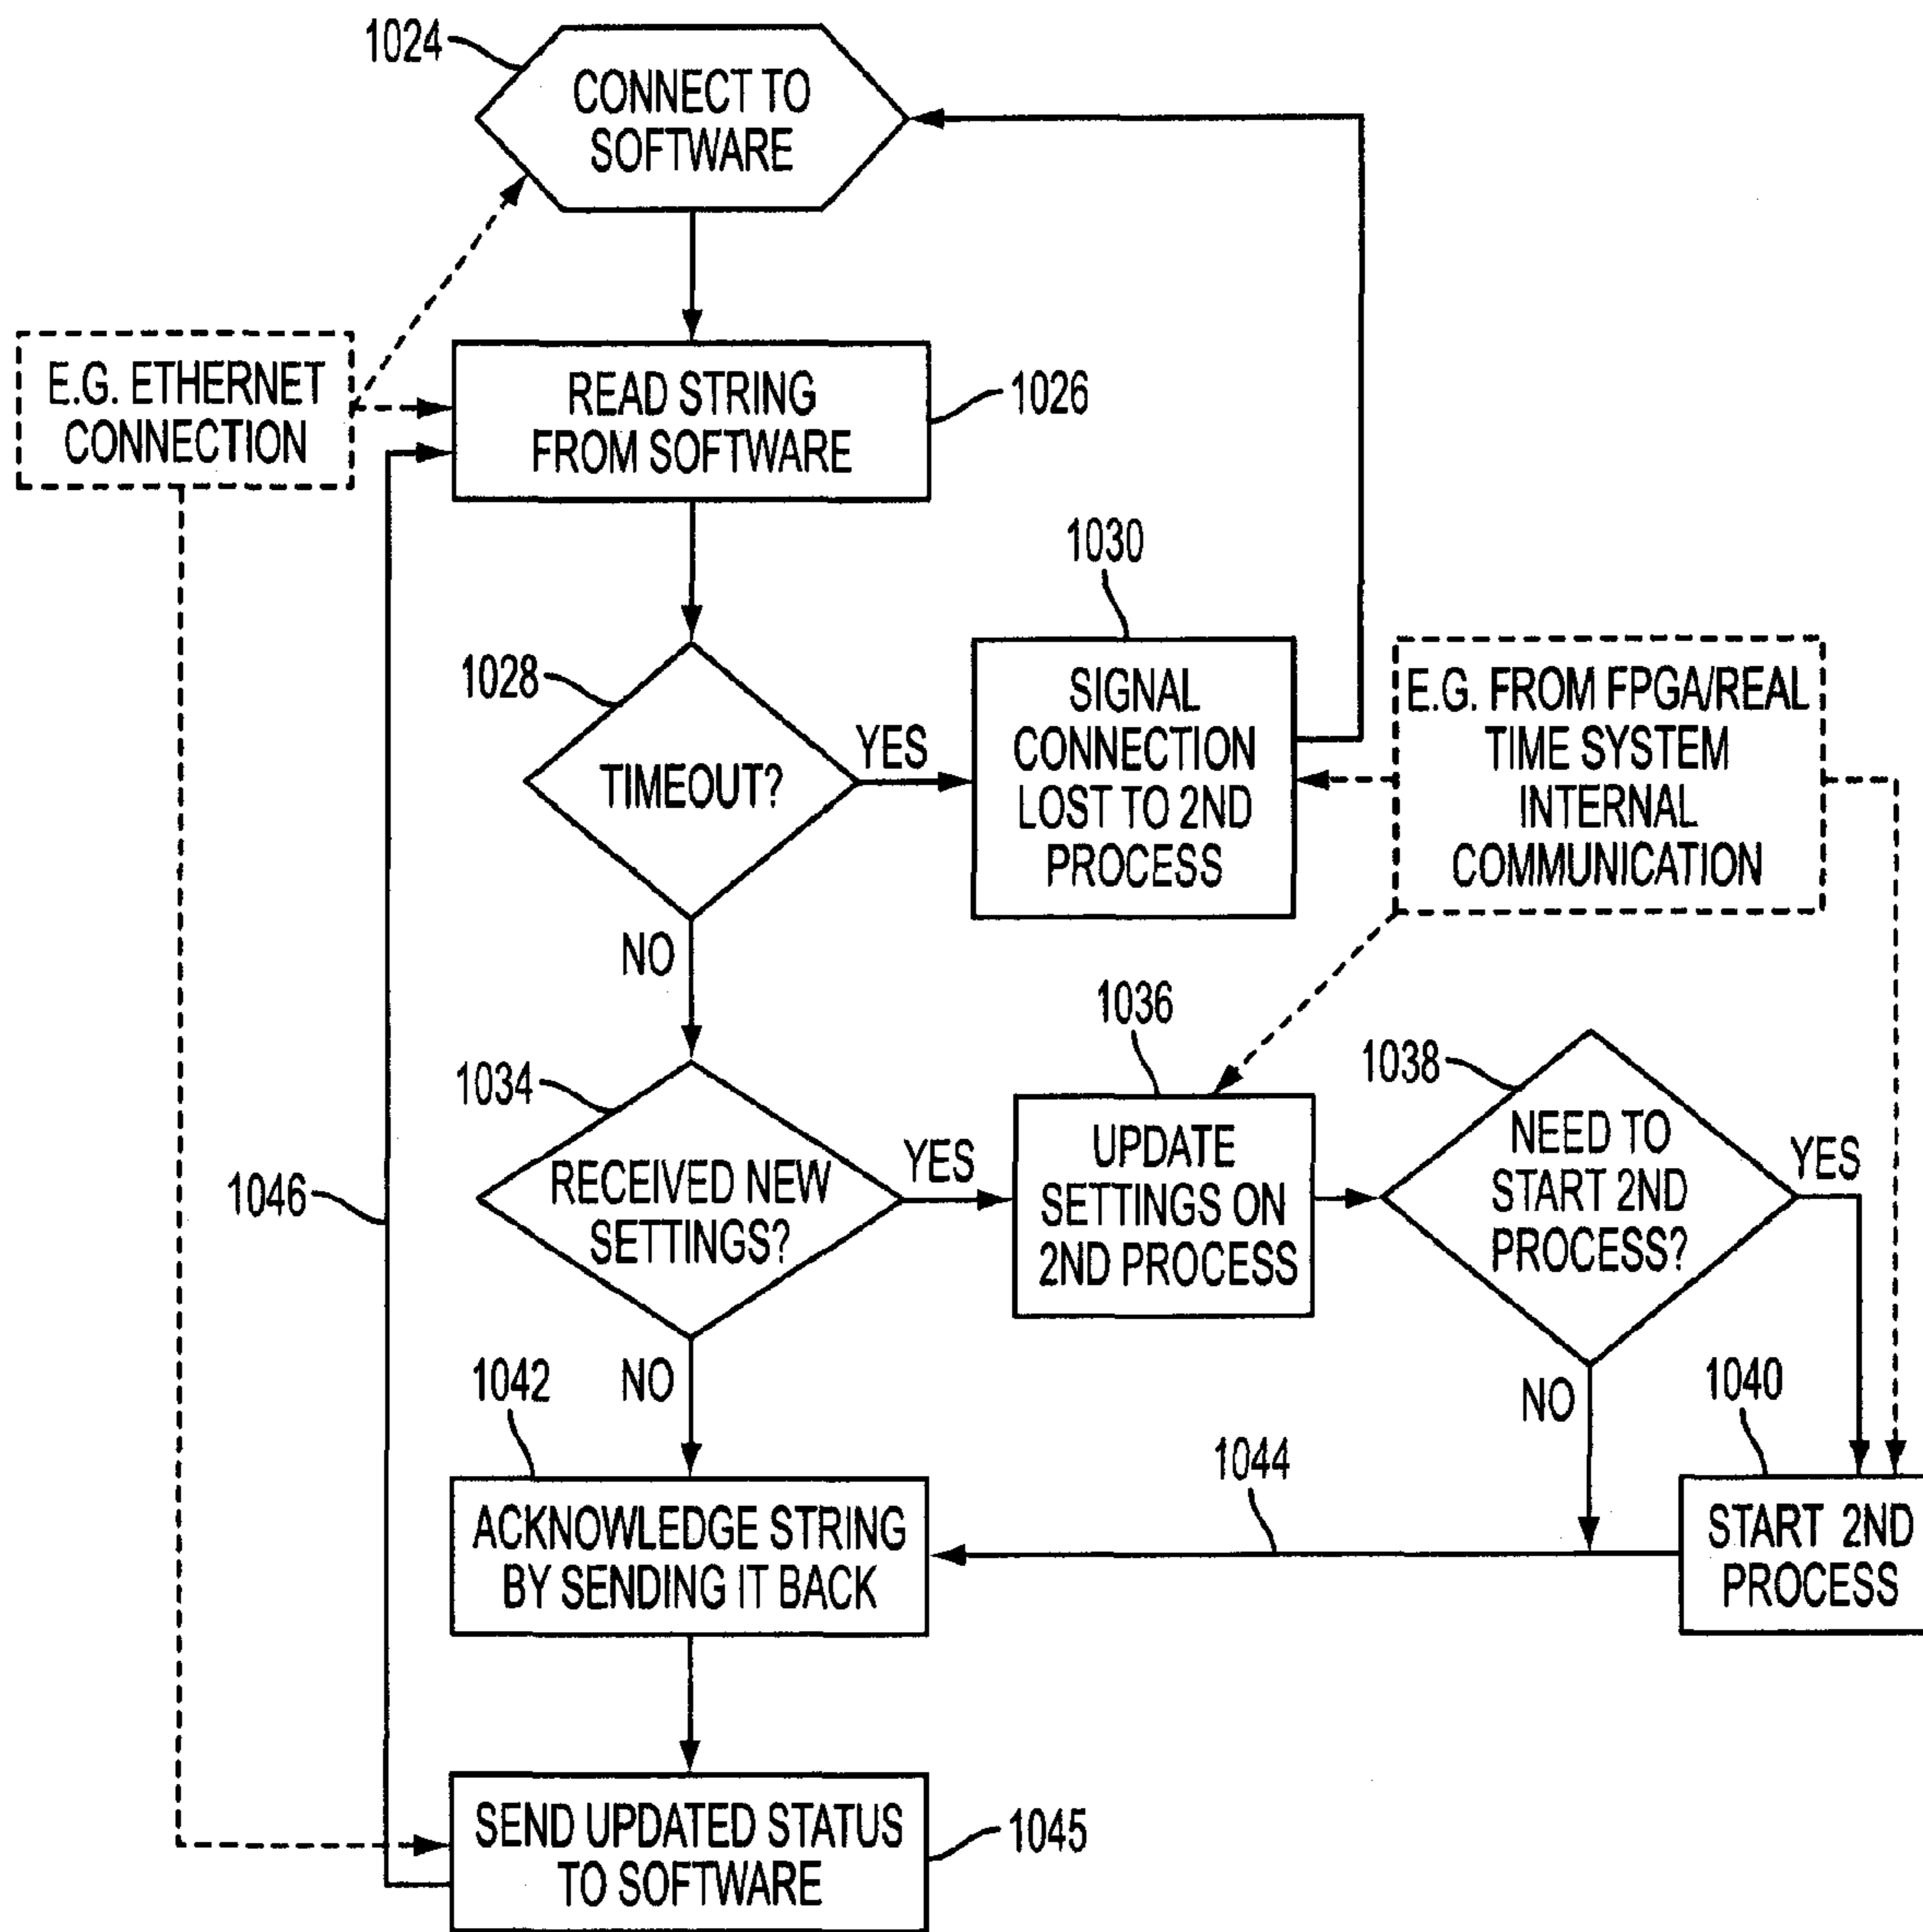 1024
CONNECT TO
SOFTWARE
E.G. ETHERNET
CONNECTION
READ STRING
FROM SOFTWARE
1026
1028
TIMEOUT?
YES
NO
1030
SIGNAL
CONNECTION
LOST TO 2ND
PROCESS
E.G. FROM FPGA/REAL
TIME SYSTEM
INTERNAL
COMMUNICATION
1034
RECEIVED NEW
SETTINGS?
YES
NO
1036
UPDATE
SETTINGS ON
2ND PROCESS
1038
NEED TO
START 2ND
PROCESS?
YES
NO
1040
START 2ND
PROCESS
1042
ACKNOWLEDGE STRING
BY SENDING IT BACK
1044
1046
SEND UPDATED STATUS
TO SOFTWARE
1045